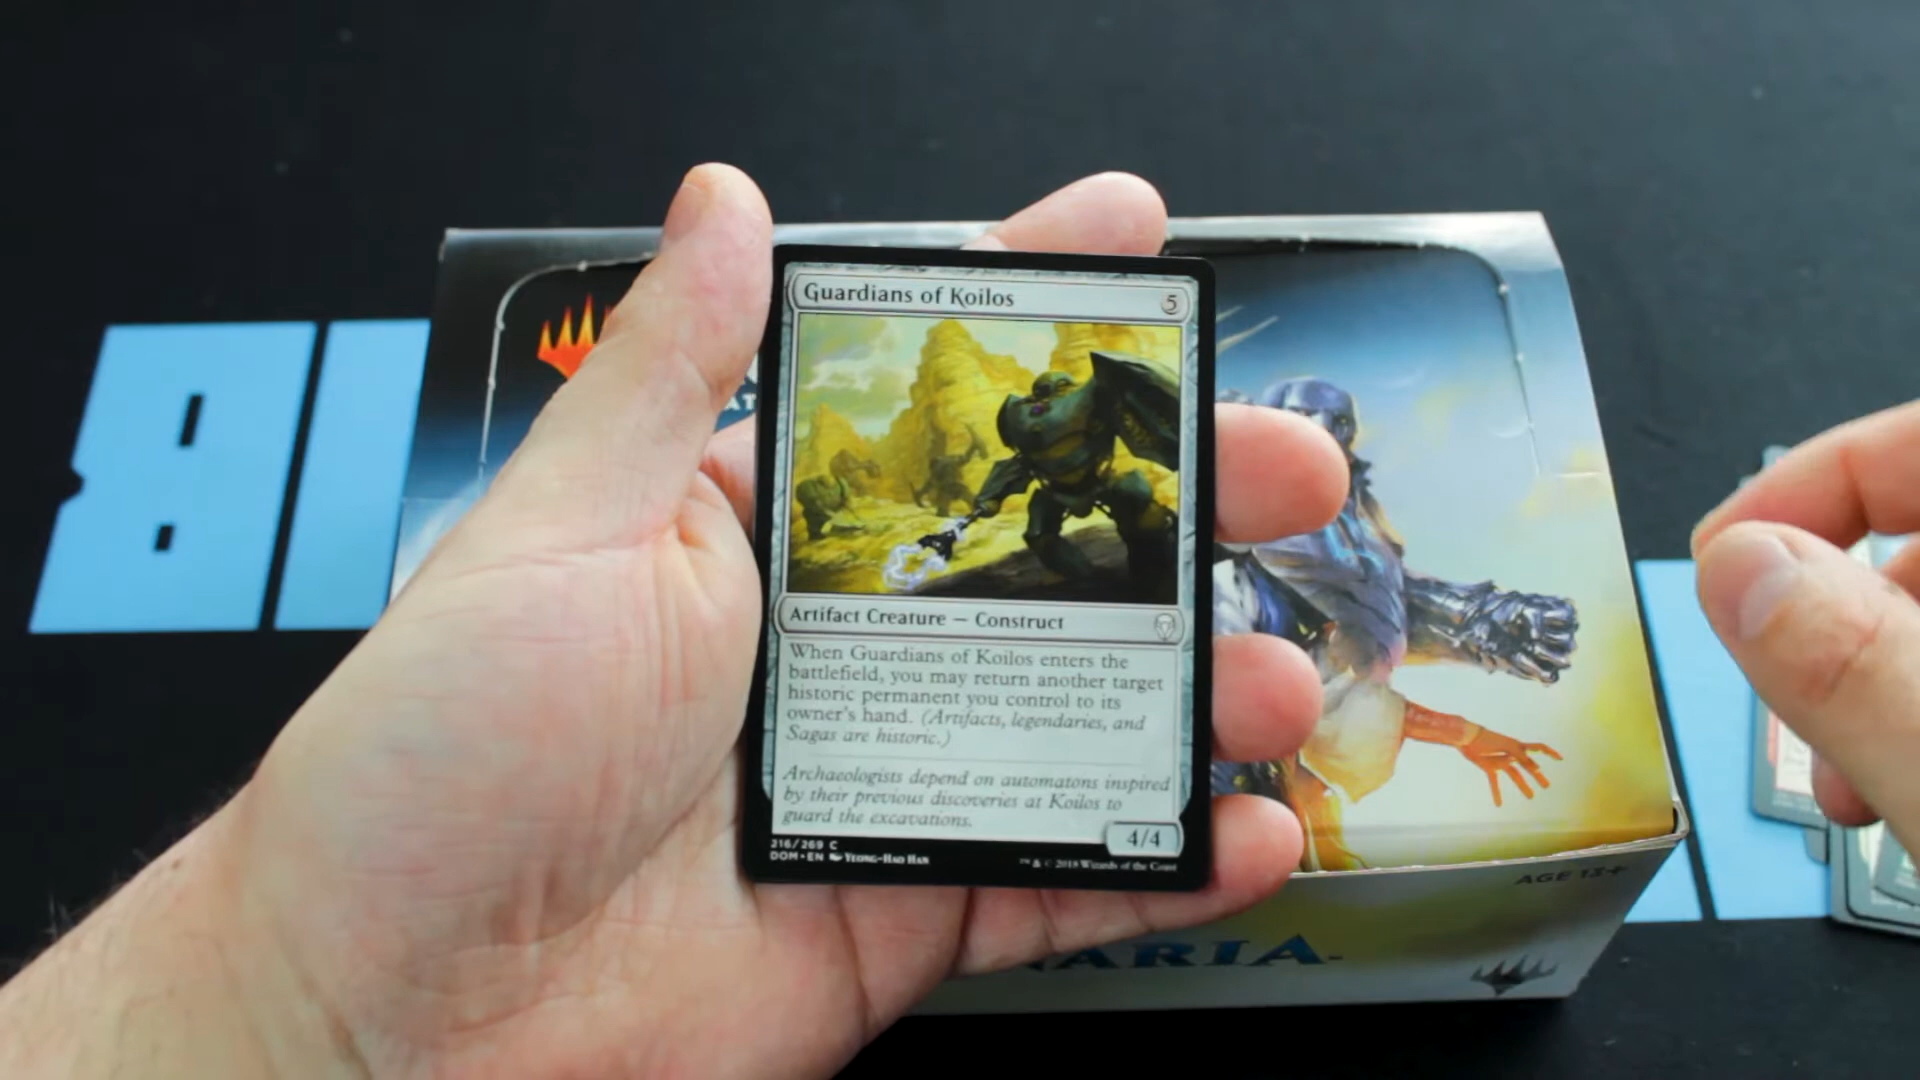 Guardians of Koilos 5
Artifact Creature — Construct
When Guardians of Koilos enters the
battlefield, you may return another target
historic permanent you control to its
owner's hand. (Artifacts, legendaries, and
Sagas are historic.)
Archaeologists depend on automatons inspired
by their previous discoveries at Koilos to
guard the excavations.
4/4
216/269 C
DOM • EN Yeong-Hao Han
™ & © 2018 Wizards of the Coast
AT
AGE 13+
NARIA